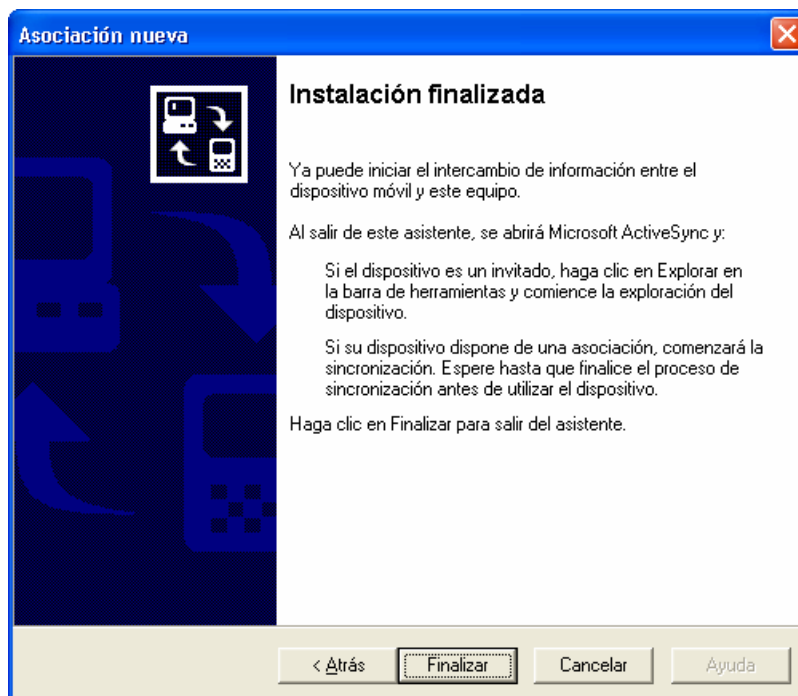 Asociación nueva
Instalación finalizada
Ya puede iniciar el intercambio de información entre el
dispositivo móvil y este equipo.
Al salir de este asistente, se abrirá Microsoft ActiveSync y:
Si el dispositivo es un invitado, haga clic en Explorar en
la barra de herramientas y comience la exploración del
dispositivo.
Si su dispositivo dispone de una asociación, comenzará la
sincronización. Espere hasta que finalice el proceso de
sincronización antes de utilizar el dispositivo.
Haga clic en Finalizar para salir del asistente.
< Atrás Finalizar Cancelar Ayuda